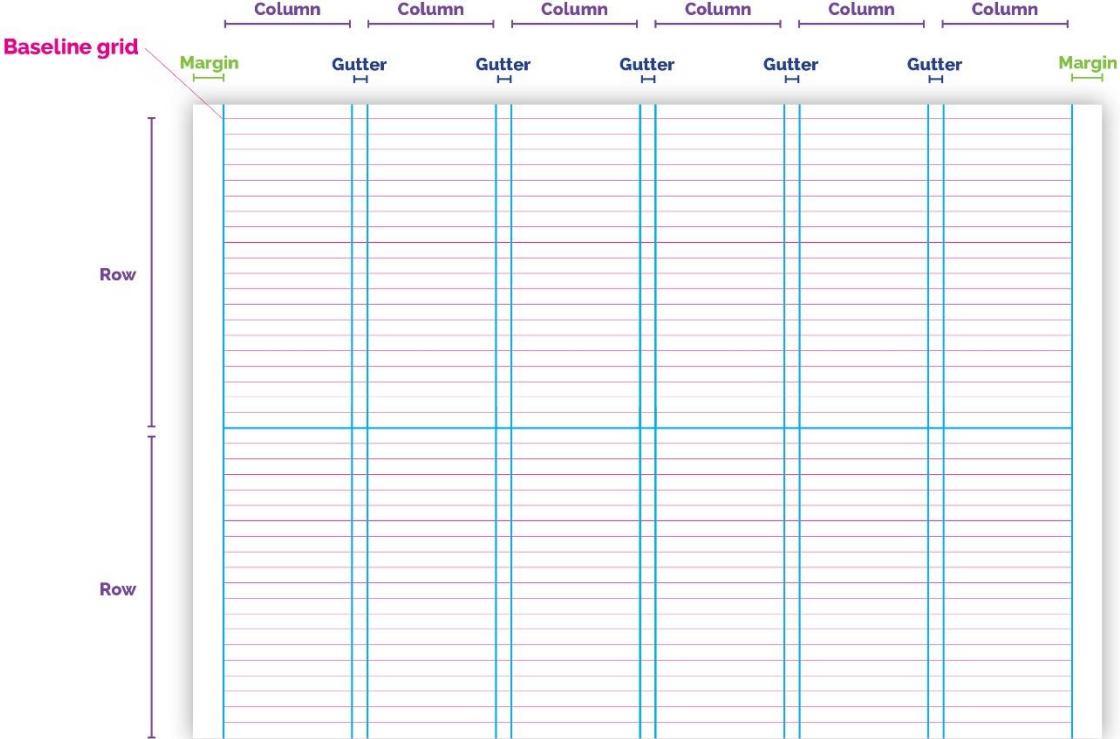 Column Column Column Column Column Column
Baseline grid
Margin Gutter Gutter Gutter Gutter Gutter Margin
Row
Row